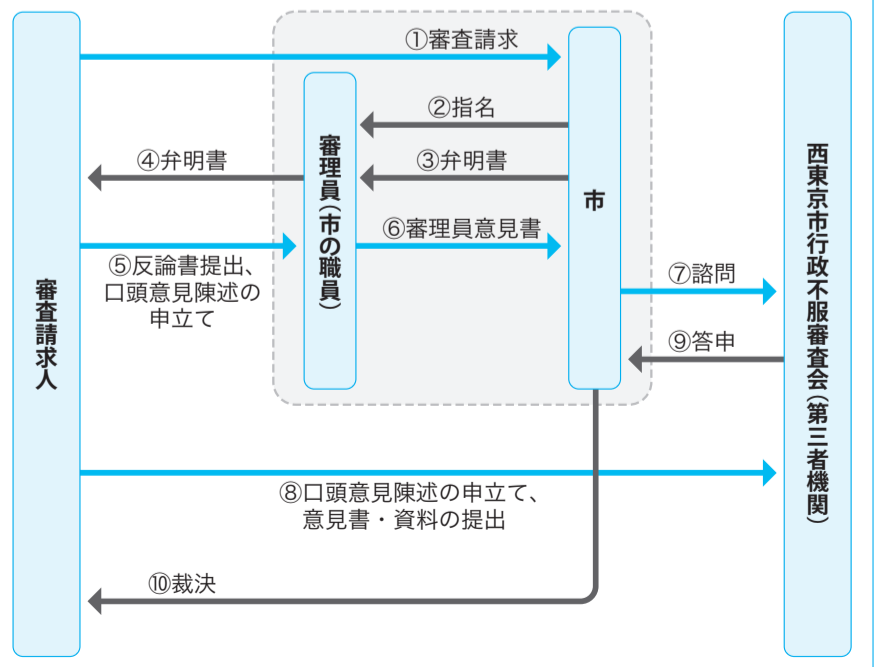 ①審査請求
②指名
④弁明書
③弁明書
審理員（市の職員）
市
⑥審理員意見書
⑤反論書提出、
口頭意見陳述の
申立て
⑦諮問
⑨答申
審査請求人
西東京市行政不服審査会（第三者機関）
⑧口頭意見陳述の申立て、
意見書・資料の提出
⑩裁決